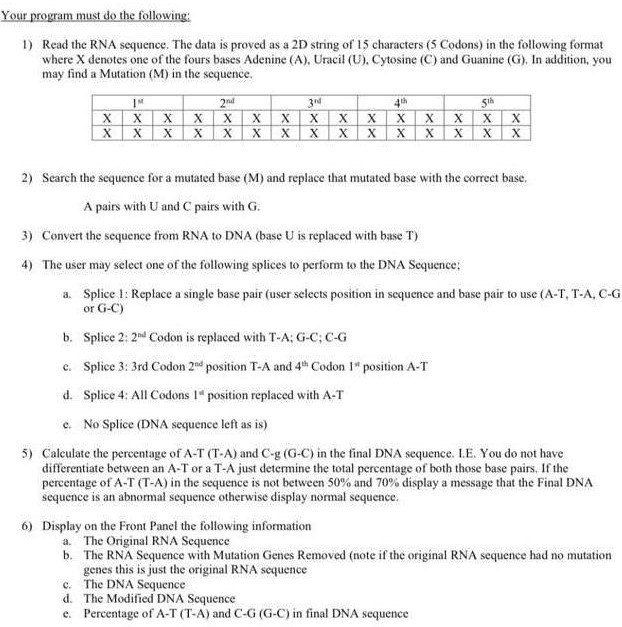 Your program must do the following:
1) Read the RNA sequence. The data is proved as a 2D string of 15 characters (5 Codons) in the following format
where X denotes one of the fours bases Adenine (A), Uracil (U), Cytosine (C) and Guanine (G). In addition, you
may find a Mutation (M) in the sequence.
1st 2nd 3rd 4th 5th
X X X X X X X X X X X X X X X
X X X X X X X X X X X X X X X
2) Search the sequence for a mutated base (M) and replace that mutated base with the correct base.
A pairs with U and C pairs with G.
3) Convert the sequence from RNA to DNA (base U is replaced with base T)
4) The user may select one of the following splices to perform to the DNA Sequence;
a. Splice 1: Replace a single base pair (user selects position in sequence and base pair to use (A-T, T-A, C-G
or G-C)
b. Splice 2: 2nd Codon is replaced with T-A; G-C; C-G
c. Splice 3: 3rd Codon 2nd position T-A and 4th Codon 1st position A-T
d. Splice 4: All Codons 1st position replaced with A-T
e. No Splice (DNA sequence left as is)
5) Calculate the percentage of A-T (T-A) and C-g (G-C) in the final DNA sequence. I.E. You do not have
differentiate between an A-T or a T-A just determine the total percentage of both those base pairs. If the
percentage of A-T (T-A) in the sequence is not between 50% and 70% display a message that the Final DNA
sequence is an abnormal sequence otherwise display normal sequence.
6) Display on the Front Panel the following information
a. The Original RNA Sequence
b. The RNA Sequence with Mutation Genes Removed (note if the original RNA sequence had no mutation
genes this is just the original RNA sequence
c. The DNA Sequence
d. The Modified DNA Sequence
e. Percentage of A-T (T-A) and C-G (G-C) in final DNA sequence